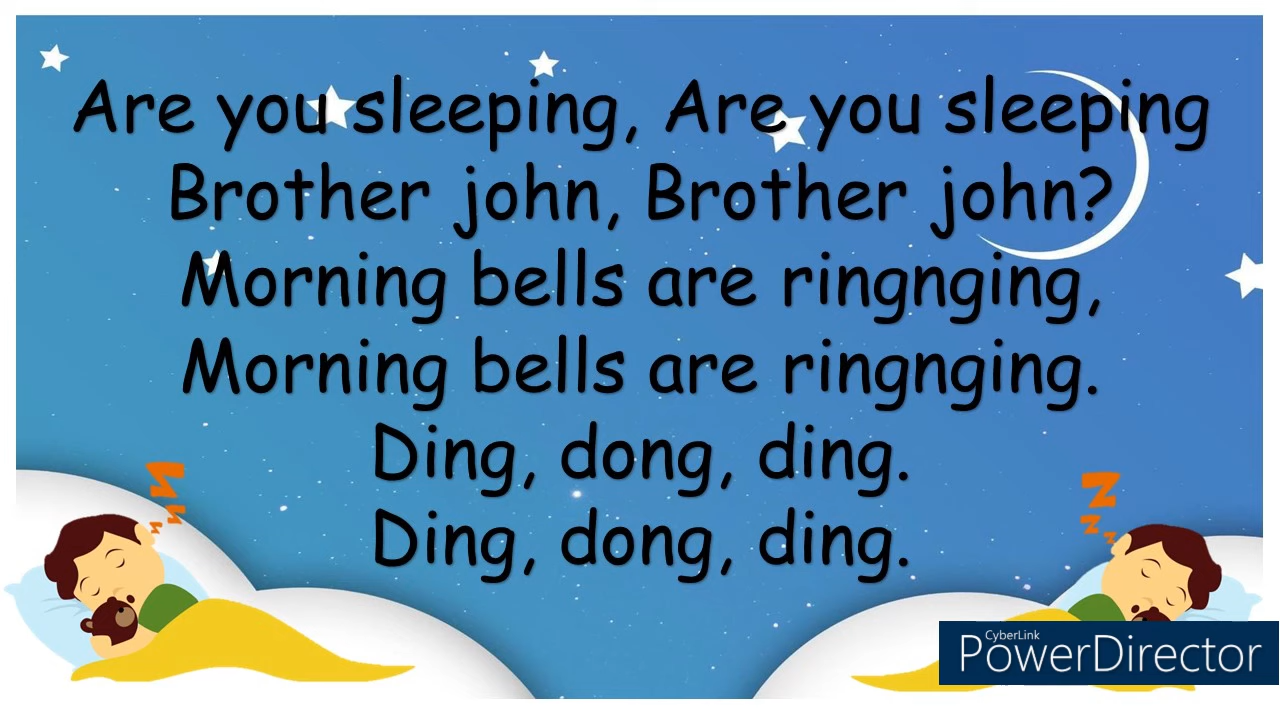 Are you sleeping, Are you sleeping
Brother john, Brother john?
Morning bells are ringnging,
Morning bells are ringnging.
Ding, dong, ding.
Ding, dong, ding.
Z
z
z
Z
z
z
CyberLink
PowerDirector